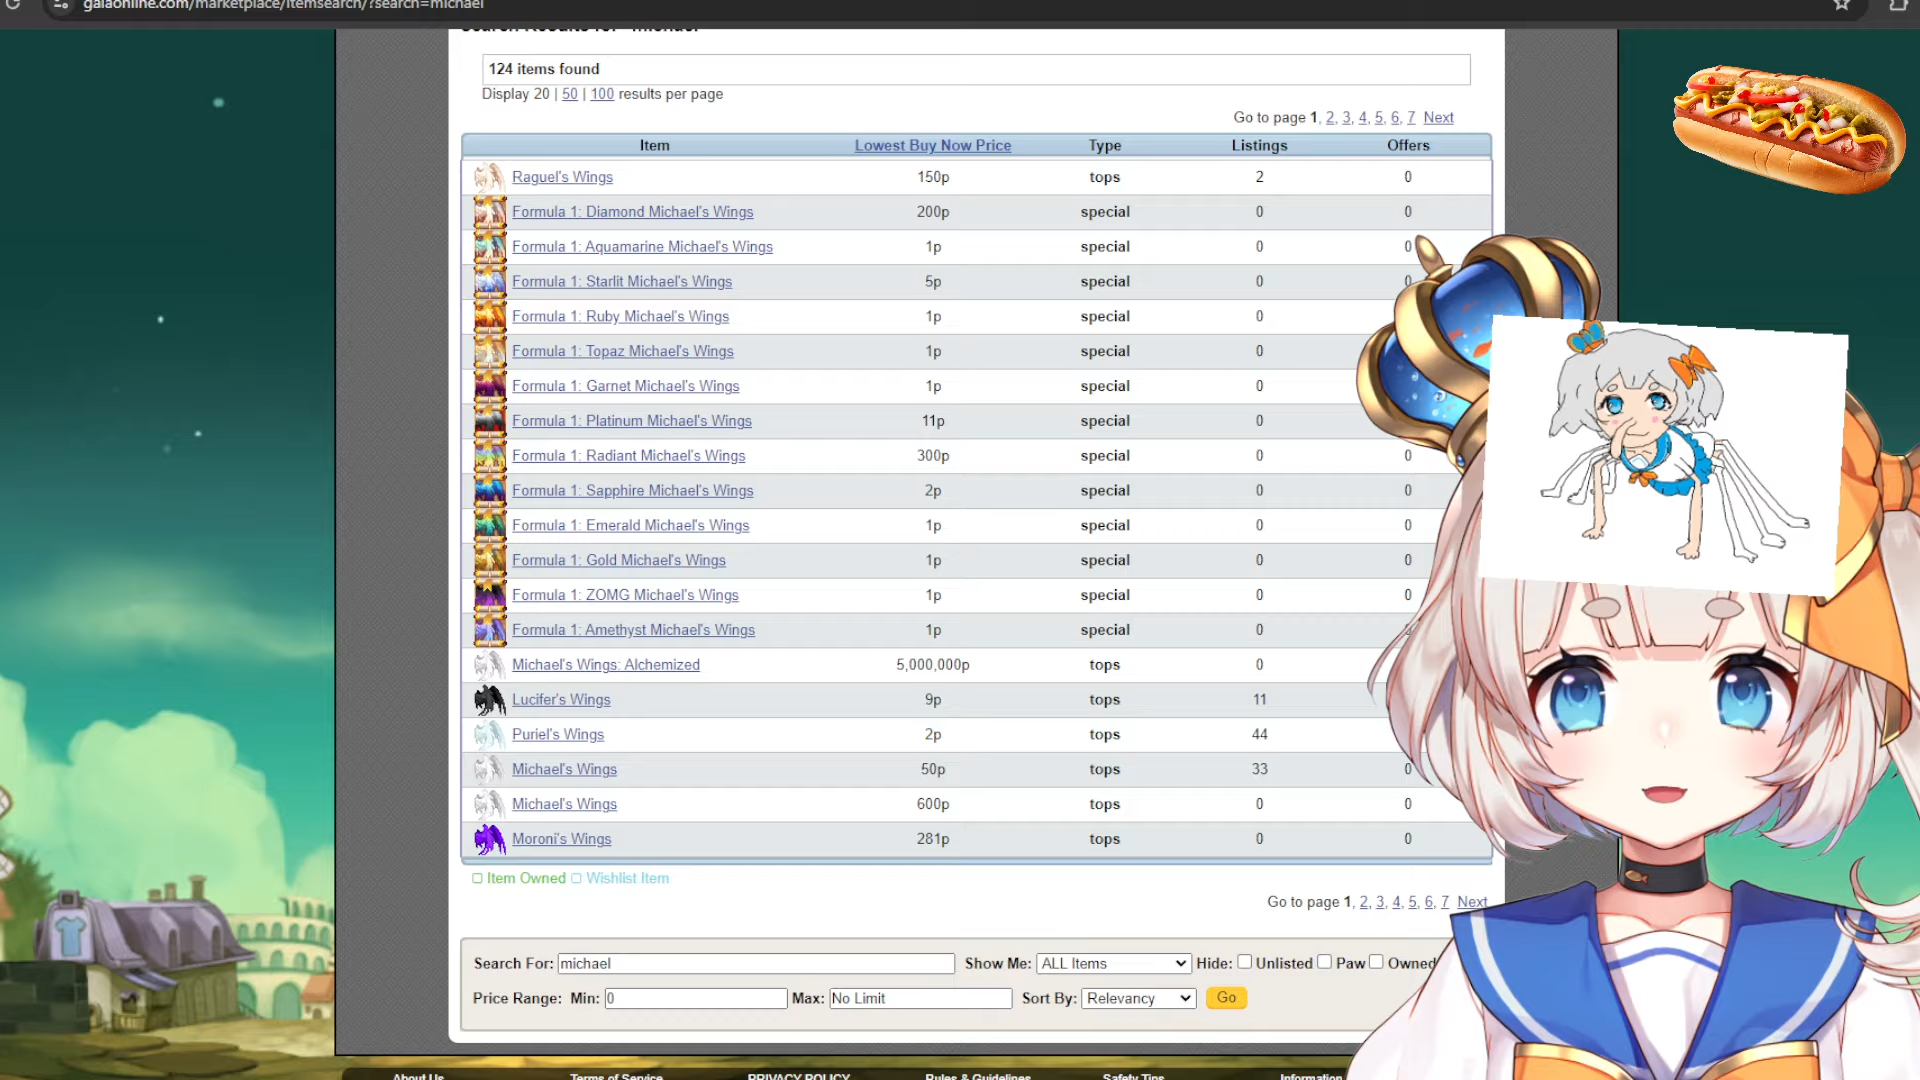 gaiaonline.com/marketplace/itemsearch/?search=michael
Search Results for "michael"
124 items found
Display 20 | 50 | 100 results per page
Go to page 1, 2, 3, 4, 5, 6, 7 Next
Item Lowest Buy Now Price Type Listings Offers
Raguel's Wings 150p tops 2 0
Formula 1: Diamond Michael's Wings 200p special 0 0
Formula 1: Aquamarine Michael's Wings 1p special 0 0
Formula 1: Starlit Michael's Wings 5p special 0 0
Formula 1: Ruby Michael's Wings 1p special 0
Formula 1: Topaz Michael's Wings 1p special 0
Formula 1: Garnet Michael's Wings 1p special 0
Formula 1: Platinum Michael's Wings 11p special 0 0
Formula 1: Radiant Michael's Wings 300p special 0 0
Formula 1: Sapphire Michael's Wings 2p special 0 0
Formula 1: Emerald Michael's Wings 1p special 0 0
Formula 1: Gold Michael's Wings 1p special 0 0
Formula 1: ZOMG Michael's Wings 1p special 0 0
Formula 1: Amethyst Michael's Wings 1p special 0 0
Michael's Wings: Alchemized 5,000,000p tops 0
Lucifer's Wings 9p tops 11
Puriel's Wings 2p tops 44
Michael's Wings 50p tops 33 0
Michael's Wings 600p tops 0 0
Moroni's Wings 281p tops 0 0
Item Owned Wishlist Item
Go to page 1, 2, 3, 4, 5, 6, 7 Next
Search For: michael Show Me: ALL Items Hide: Unlisted Paw Owned
Price Range: Min: 0 Max: No Limit Sort By: Relevancy Go
About Us Terms of Service PRIVACY POLICY Rules & Guidelines Safety Tips Information